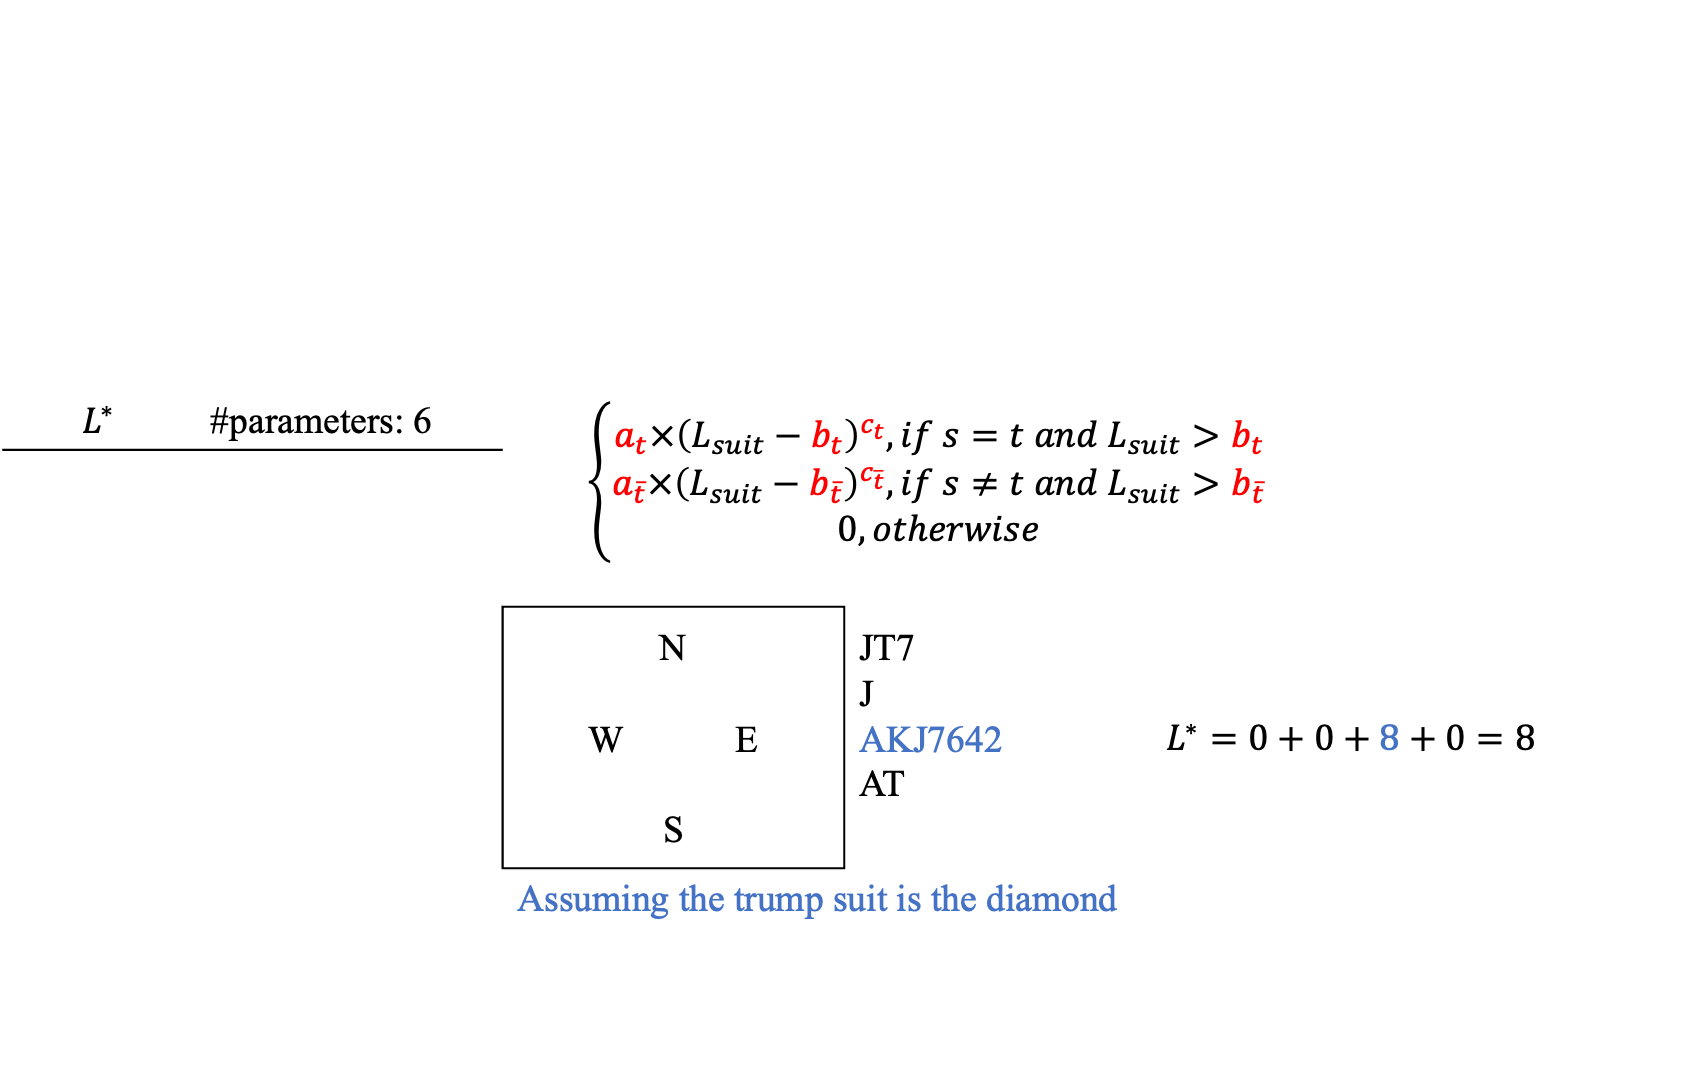 L* #parameters: 6
a_t×(L_suit − b_t)^{c_t}, if s = t and L_suit > b_t
a_t̄×(L_suit − b_t̄)^{c_t̄}, if s ≠ t and L_suit > b_t̄
0, otherwise
N
W E
S
JT7
J
AKJ7642
AT
L* = 0 + 0 + 8 + 0 = 8
Assuming the trump suit is the diamond